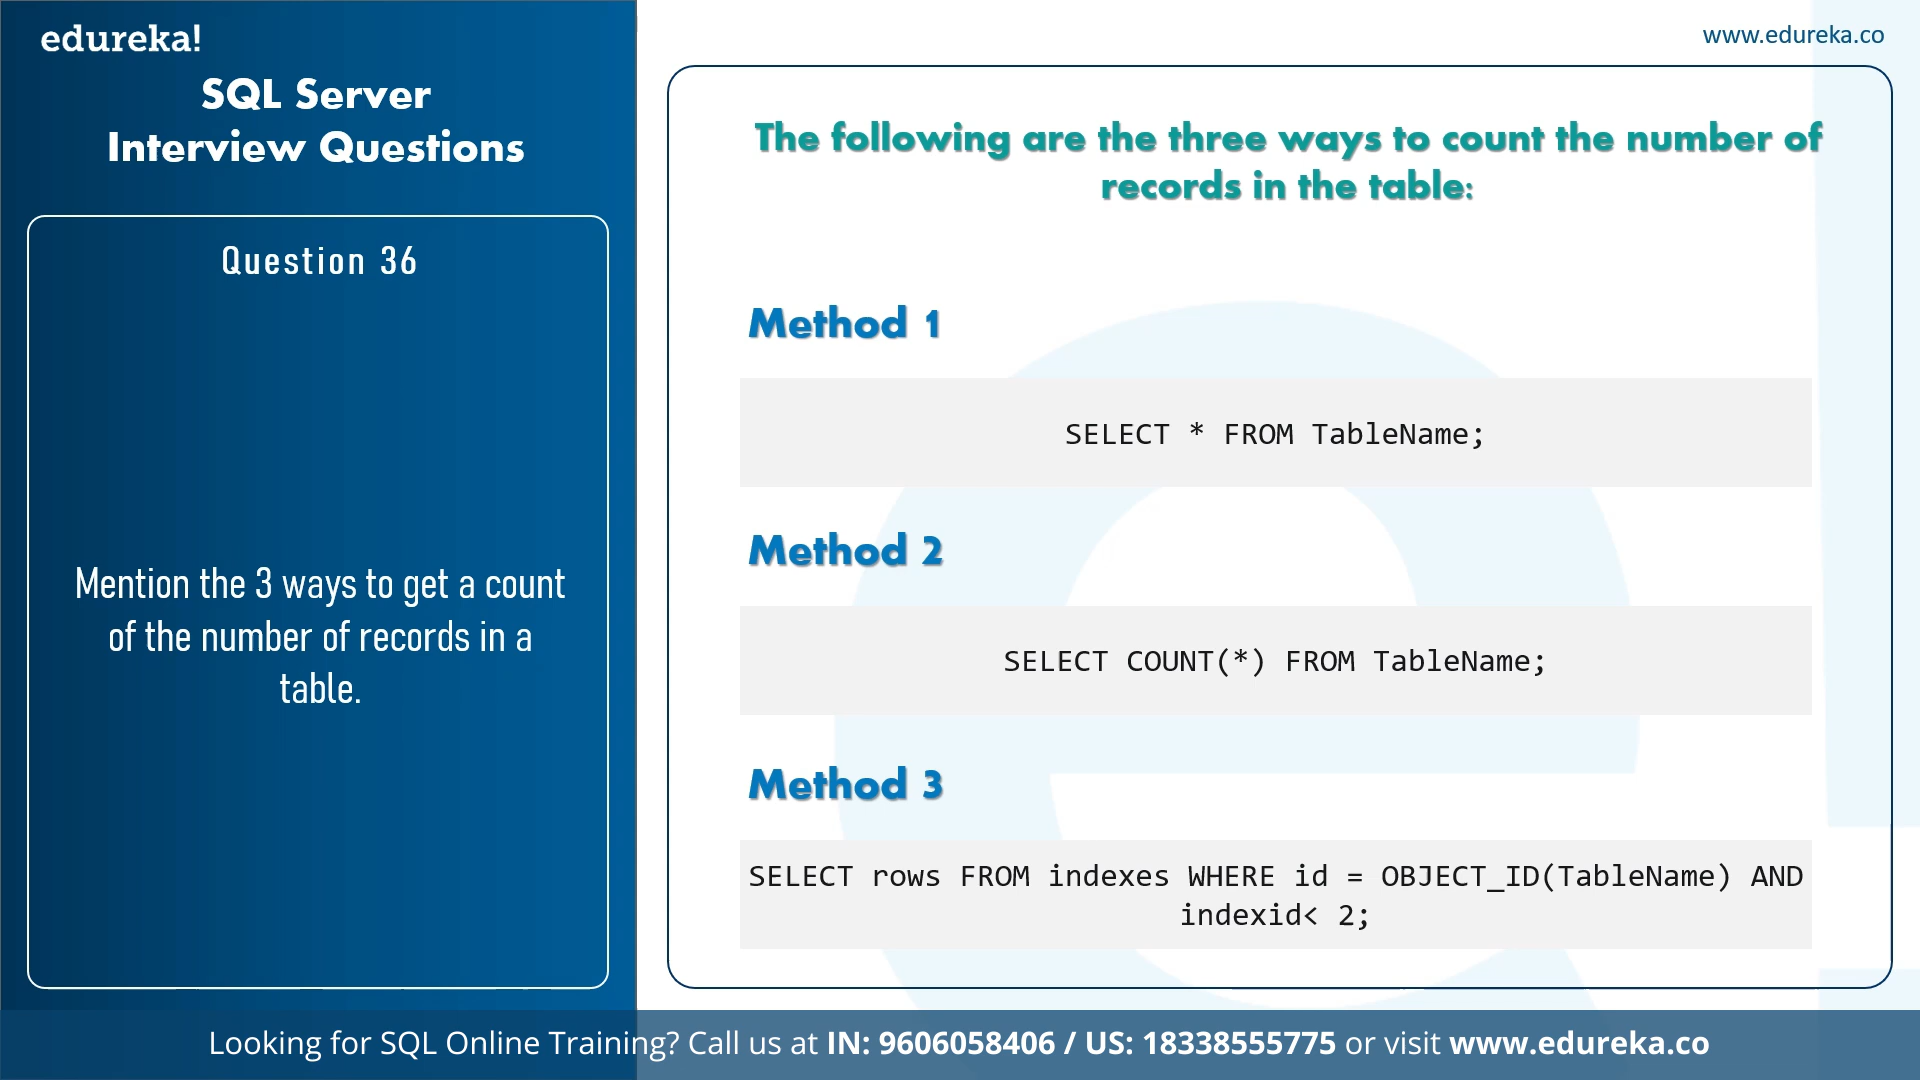 edureka!
www.edureka.co
SQL Server
Interview Questions
Question 36
Mention the 3 ways to get a count
of the number of records in a
table.
The following are the three ways to count the number of
records in the table:
Method 1
SELECT * FROM TableName;
Method 2
SELECT COUNT(*) FROM TableName;
Method 3
SELECT rows FROM indexes WHERE id = OBJECT_ID(TableName) AND
indexid< 2;
Looking for SQL Online Training? Call us at IN: 9606058406 / US: 18338555775 or visit www.edureka.co